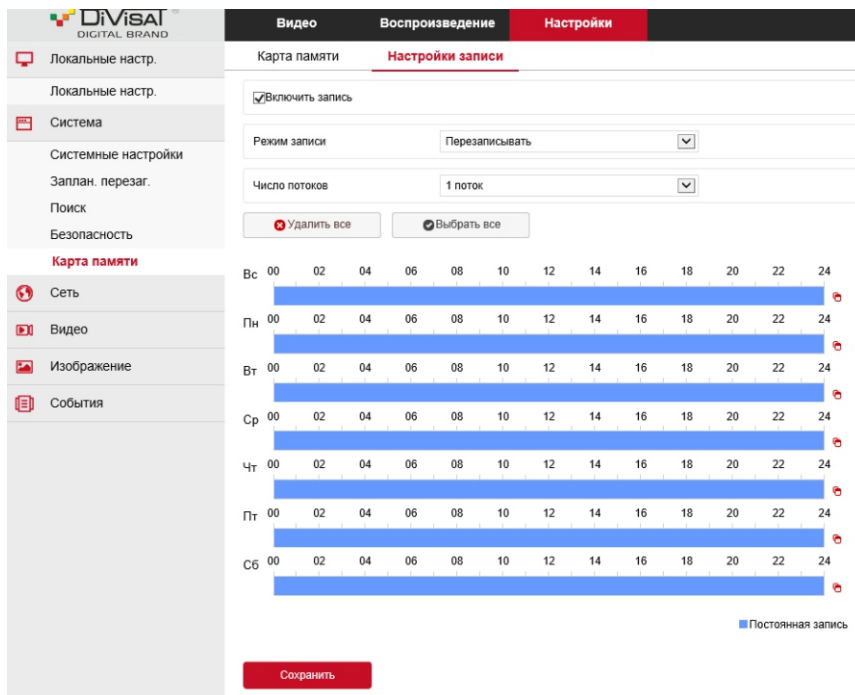 DiViSAT ®
DIGITAL BRAND
Видео Воспроизведение Настройки
Локальные настр.
Локальные настр.
Система
Системные настройки
Заплан. перезаг.
Поиск
Безопасность
Карта памяти
Сеть
Видео
Изображение
События
Карта памяти Настройки записи
Включить запись
Режим записи Перезаписывать
Число потоков 1 поток
Удалить все Выбрать все
Вс 00 02 04 06 08 10 12 14 16 18 20 22 24
Пн 00 02 04 06 08 10 12 14 16 18 20 22 24
Вт 00 02 04 06 08 10 12 14 16 18 20 22 24
Ср 00 02 04 06 08 10 12 14 16 18 20 22 24
Чт 00 02 04 06 08 10 12 14 16 18 20 22 24
Пт 00 02 04 06 08 10 12 14 16 18 20 22 24
Сб 00 02 04 06 08 10 12 14 16 18 20 22 24
Постоянная запись
Сохранить